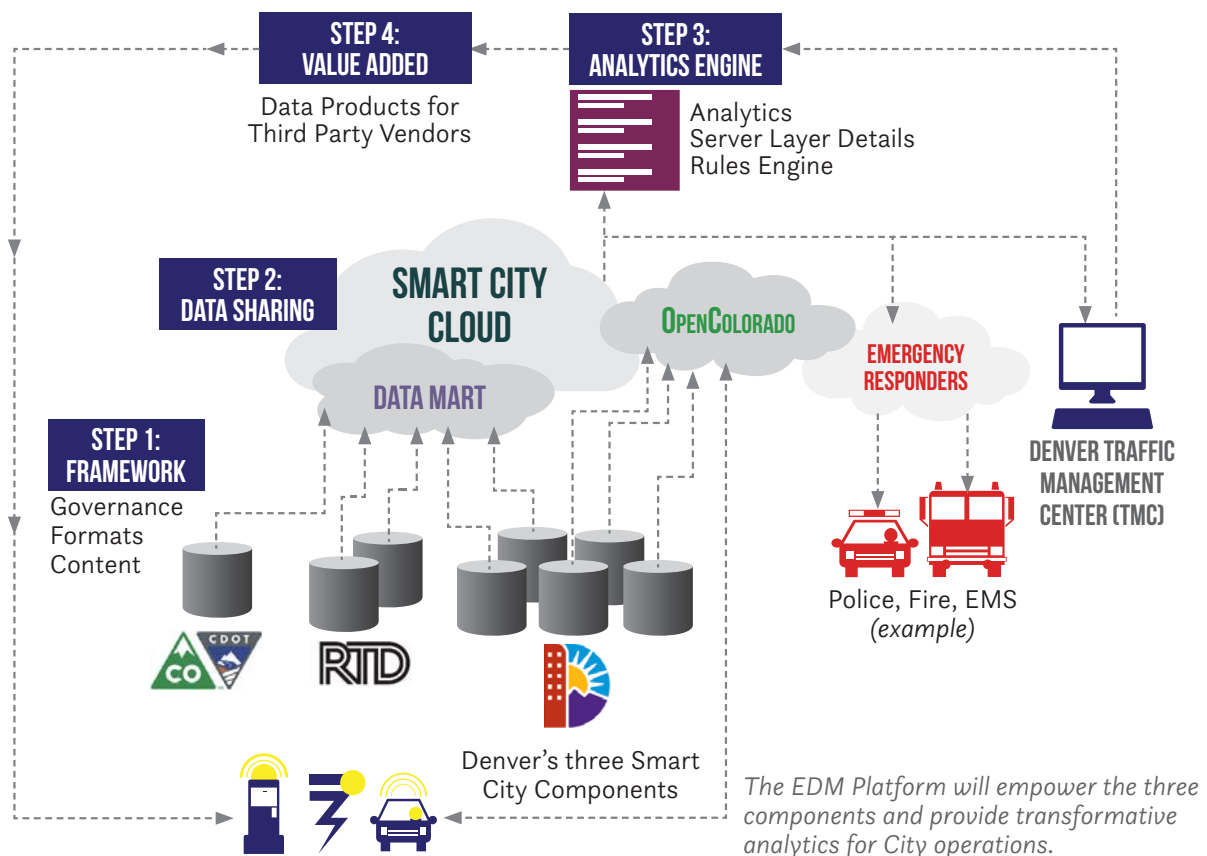 STEP 4:
VALUE ADDED
Data Products for
Third Party Vendors
STEP 3:
ANALYTICS ENGINE
Analytics
Server Layer Details
Rules Engine
STEP 2:
DATA SHARING
SMART CITY
CLOUD
OPENCOLORADO
DATA MART
EMERGENCY
RESPONDERS
STEP 1:
FRAMEWORK
Governance
Formats
Content
DENVER TRAFFIC
MANAGEMENT
CENTER (TMC)
Police, Fire, EMS
(example)
CO
CDOT
RTD
Denver's three Smart
City Components
The EDM Platform will empower the three
components and provide transformative
analytics for City operations.